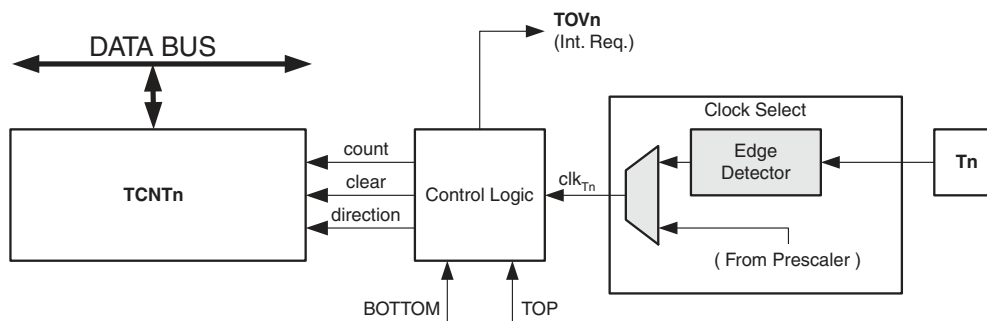 TOVn
(Int. Req.)
DATA BUS
Clock Select
count
Edge
Detector
Tn
TCNTn
clear
Control Logic
clkTn
direction
( From Prescaler )
BOTTOM
TOP